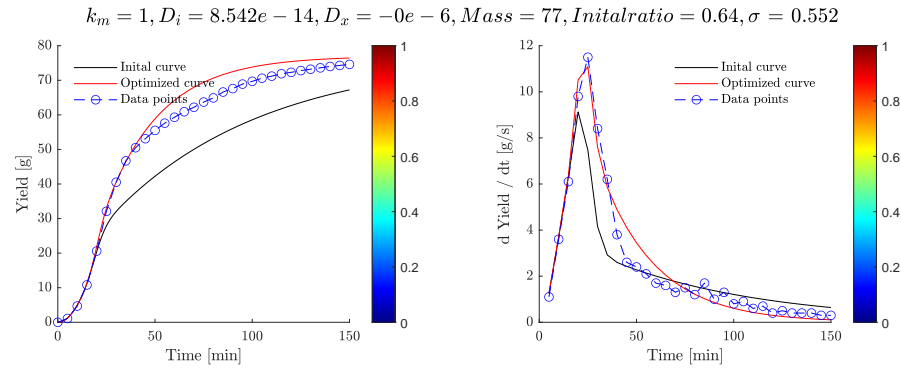 k_m = 1, D_i = 8.542e − 14, D_x = −0e − 6, Mass = 77, Initalratio = 0.64, σ = 0.552
80
70
60
50
40
30
20
10
0
Yield [g]
Inital curve
Optimized curve
Data points
0 50 100 150
Time [min]
1
0.8
0.6
0.4
0.2
0
12
10
8
6
4
2
0
d Yield / dt [g/s]
Inital curve
Optimized curve
Data points
0 50 100 150
Time [min]
1
0.8
0.6
0.4
0.2
0